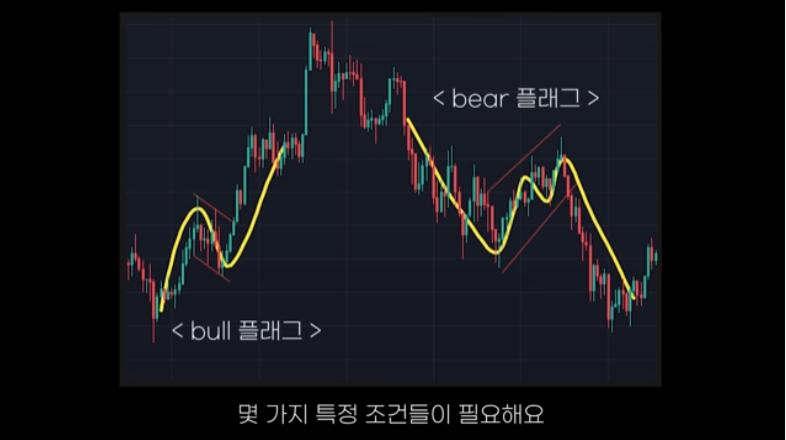 < bear 플래그 >
< bull 플래그 >
몇 가지 특정 조건들이 필요해요